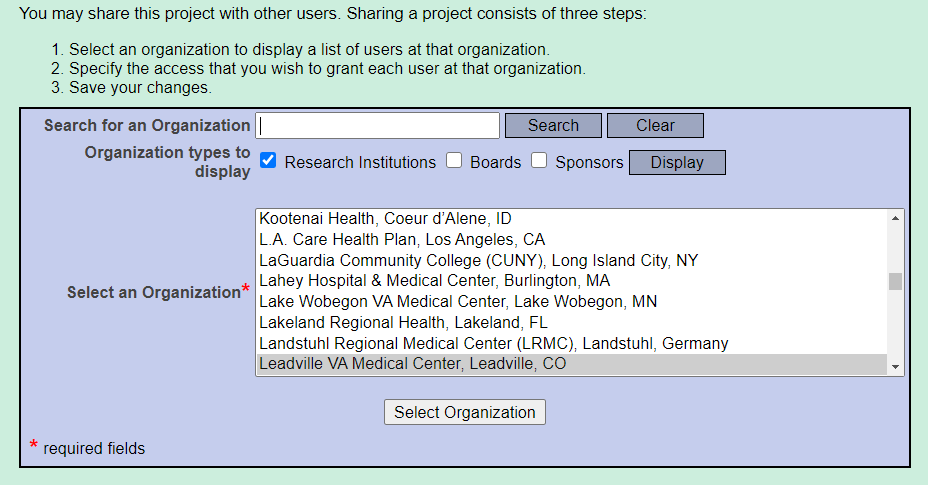 You may share this project with other users. Sharing a project consists of three steps:
1. Select an organization to display a list of users at that organization.
2. Specify the access that you wish to grant each user at that organization.
3. Save your changes.
Search for an Organization
Search
Clear
Organization types to
display
Research Institutions
Boards
Sponsors
Display
Select an Organization*
Kootenai Health, Coeur d’Alene, ID
L.A. Care Health Plan, Los Angeles, CA
LaGuardia Community College (CUNY), Long Island City, NY
Lahey Hospital & Medical Center, Burlington, MA
Lake Wobegon VA Medical Center, Lake Wobegon, MN
Lakeland Regional Health, Lakeland, FL
Landstuhl Regional Medical Center (LRMC), Landstuhl, Germany
Leadville VA Medical Center, Leadville, CO
Select Organization
* required fields